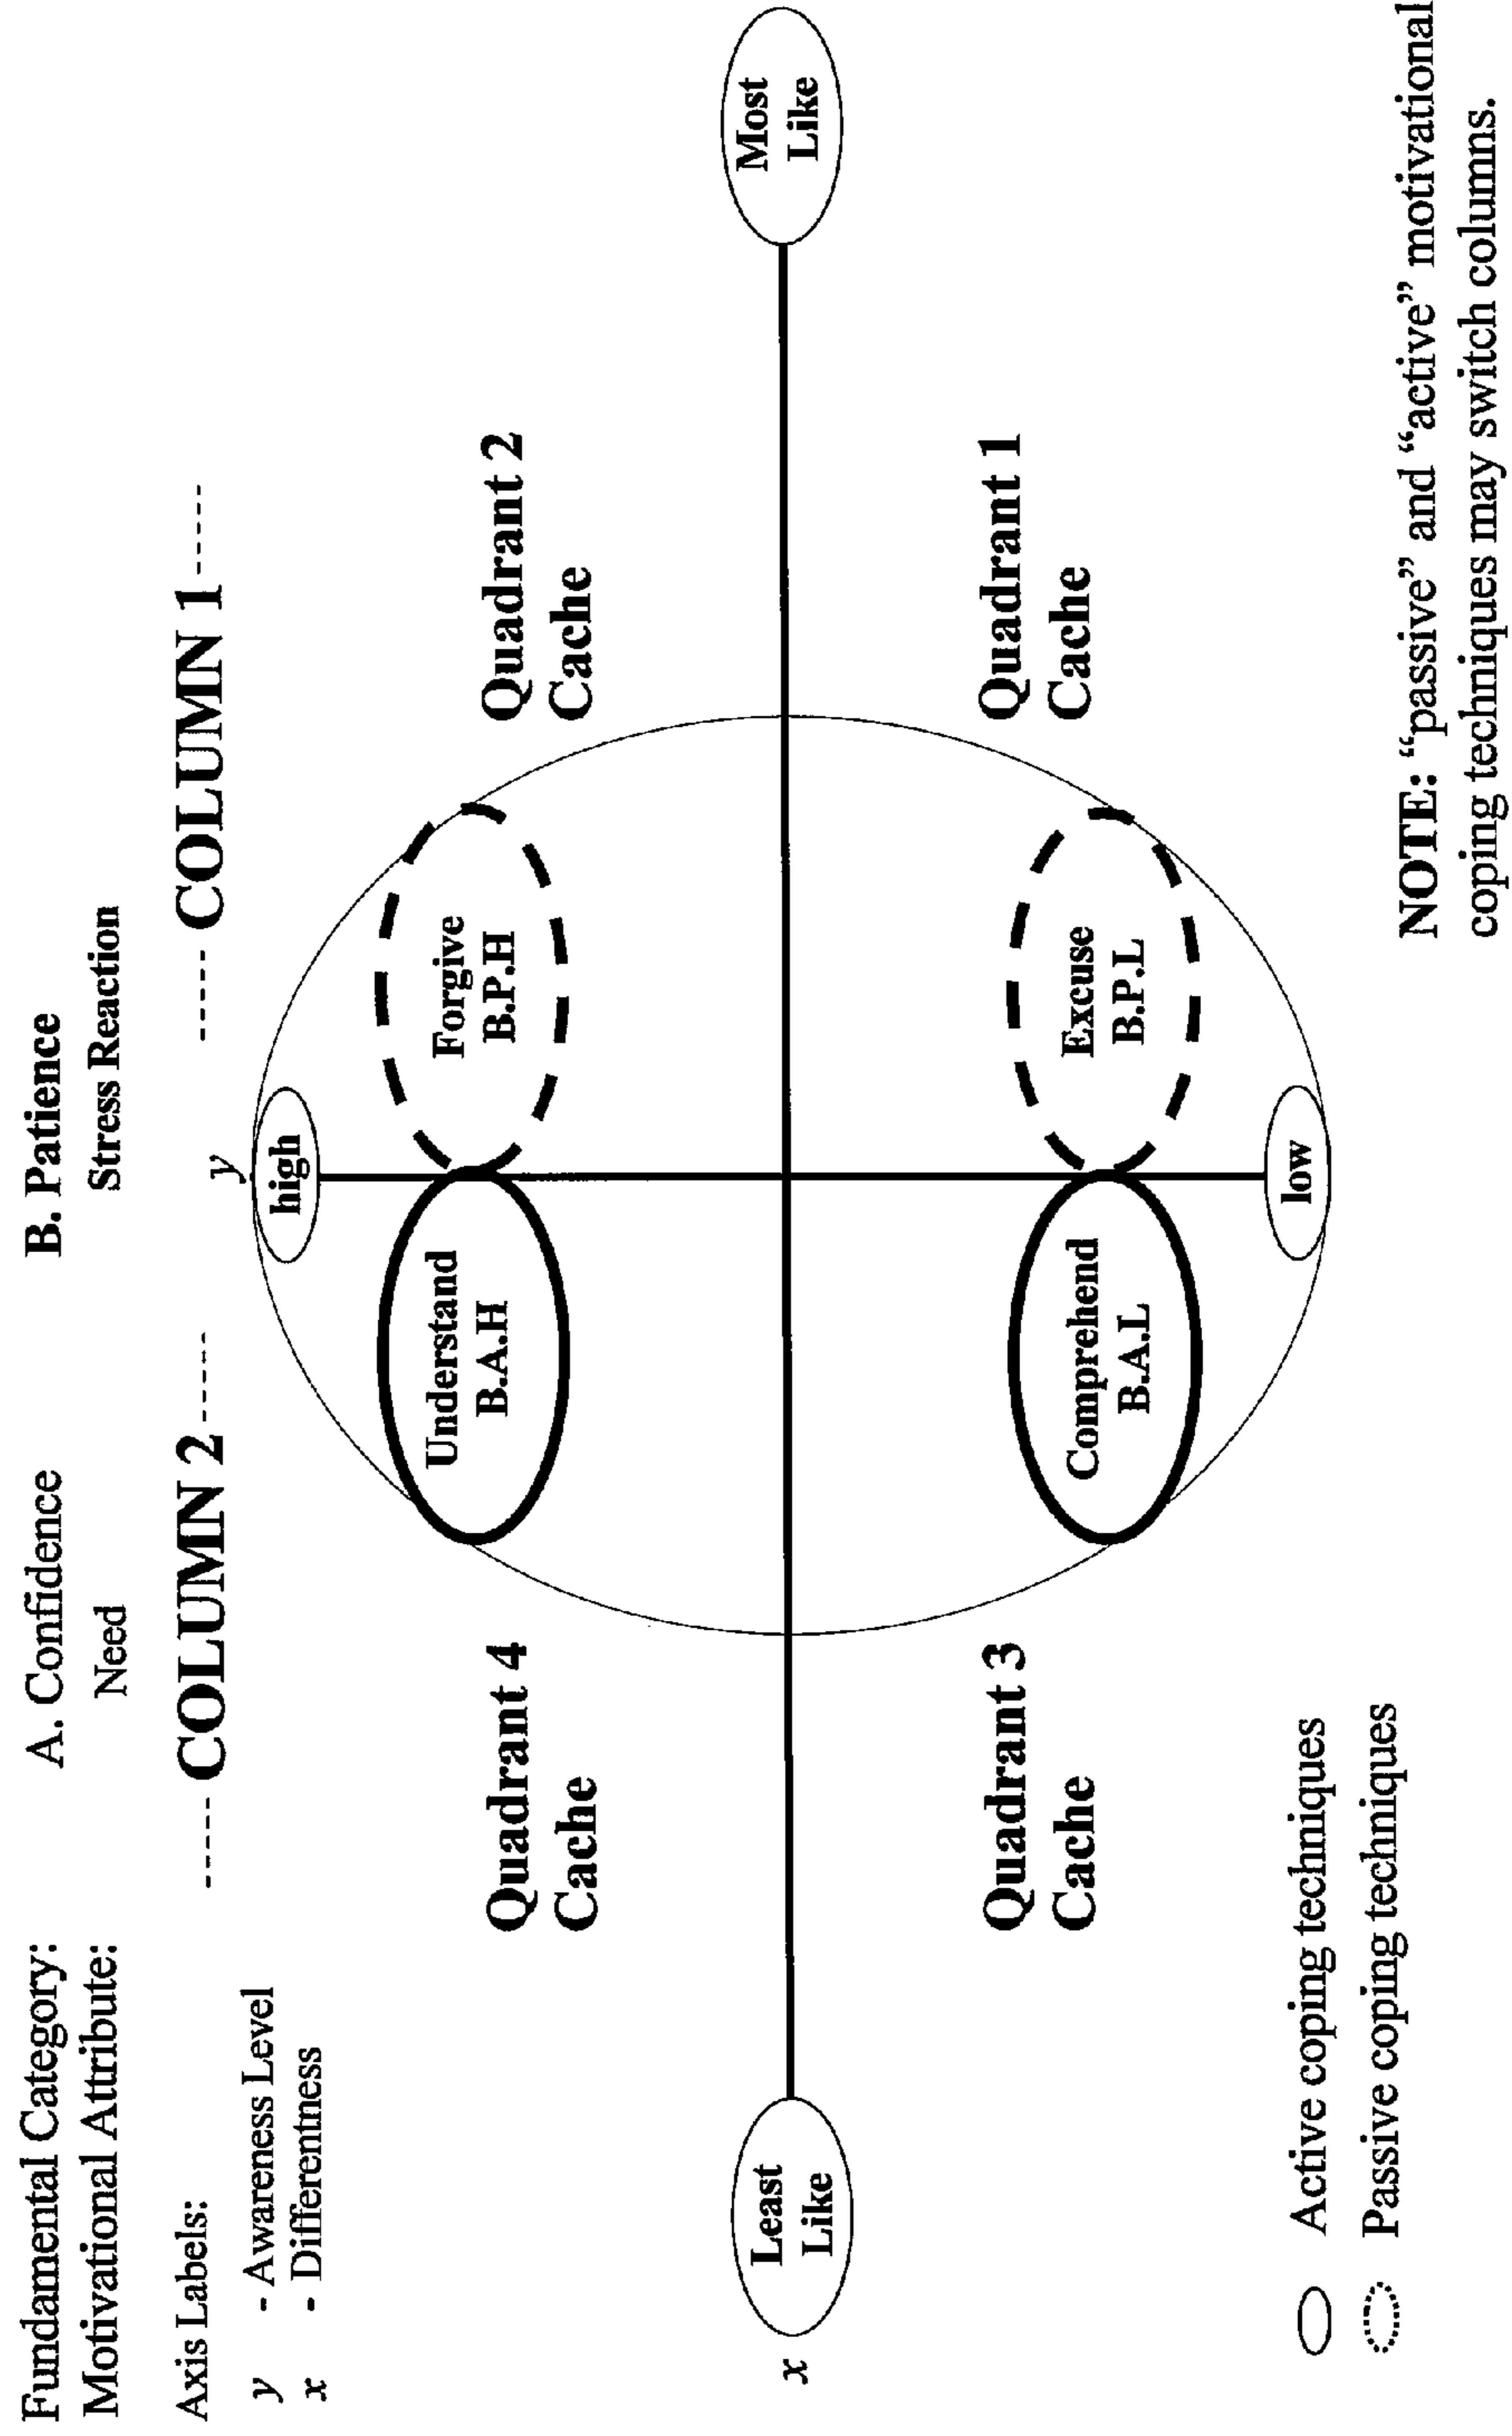 Fundamental Category: A. Confidence B. Patience
Motivational Attribute: Need Stress Reaction
Axis Labels:
y - Awareness Level
x - Differentness
----- COLUMN 2 -----
----- COLUMN 1 -----
y
high
Quadrant 4
Cache
Understand
B.A.H
Forgive
B.P.H
Quadrant 2
Cache
x
Least
Like
Most
Like
Quadrant 3
Cache
Comprehend
B.A.L
Excuse
B.P.L
Quadrant 1
Cache
low
Active coping techniques
Passive coping techniques
NOTE: “passive” and “active” motivational
coping techniques may switch columns.